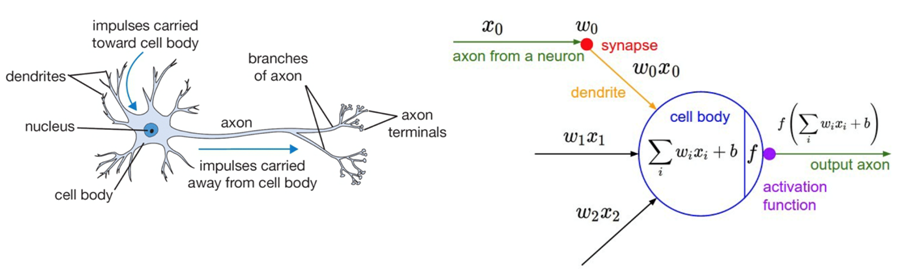 impulses carried
toward cell body
branches
of axon
dendrites
nucleus
axon
axon
terminals
impulses carried
away from cell body
cell body
x₀
w₀
synapse
axon from a neuron
w₀x₀
dendrite
cell body
f(∑ᵢ wᵢxᵢ + b)
w₁x₁
∑ᵢ wᵢxᵢ + b
f
output axon
activation
function
w₂x₂